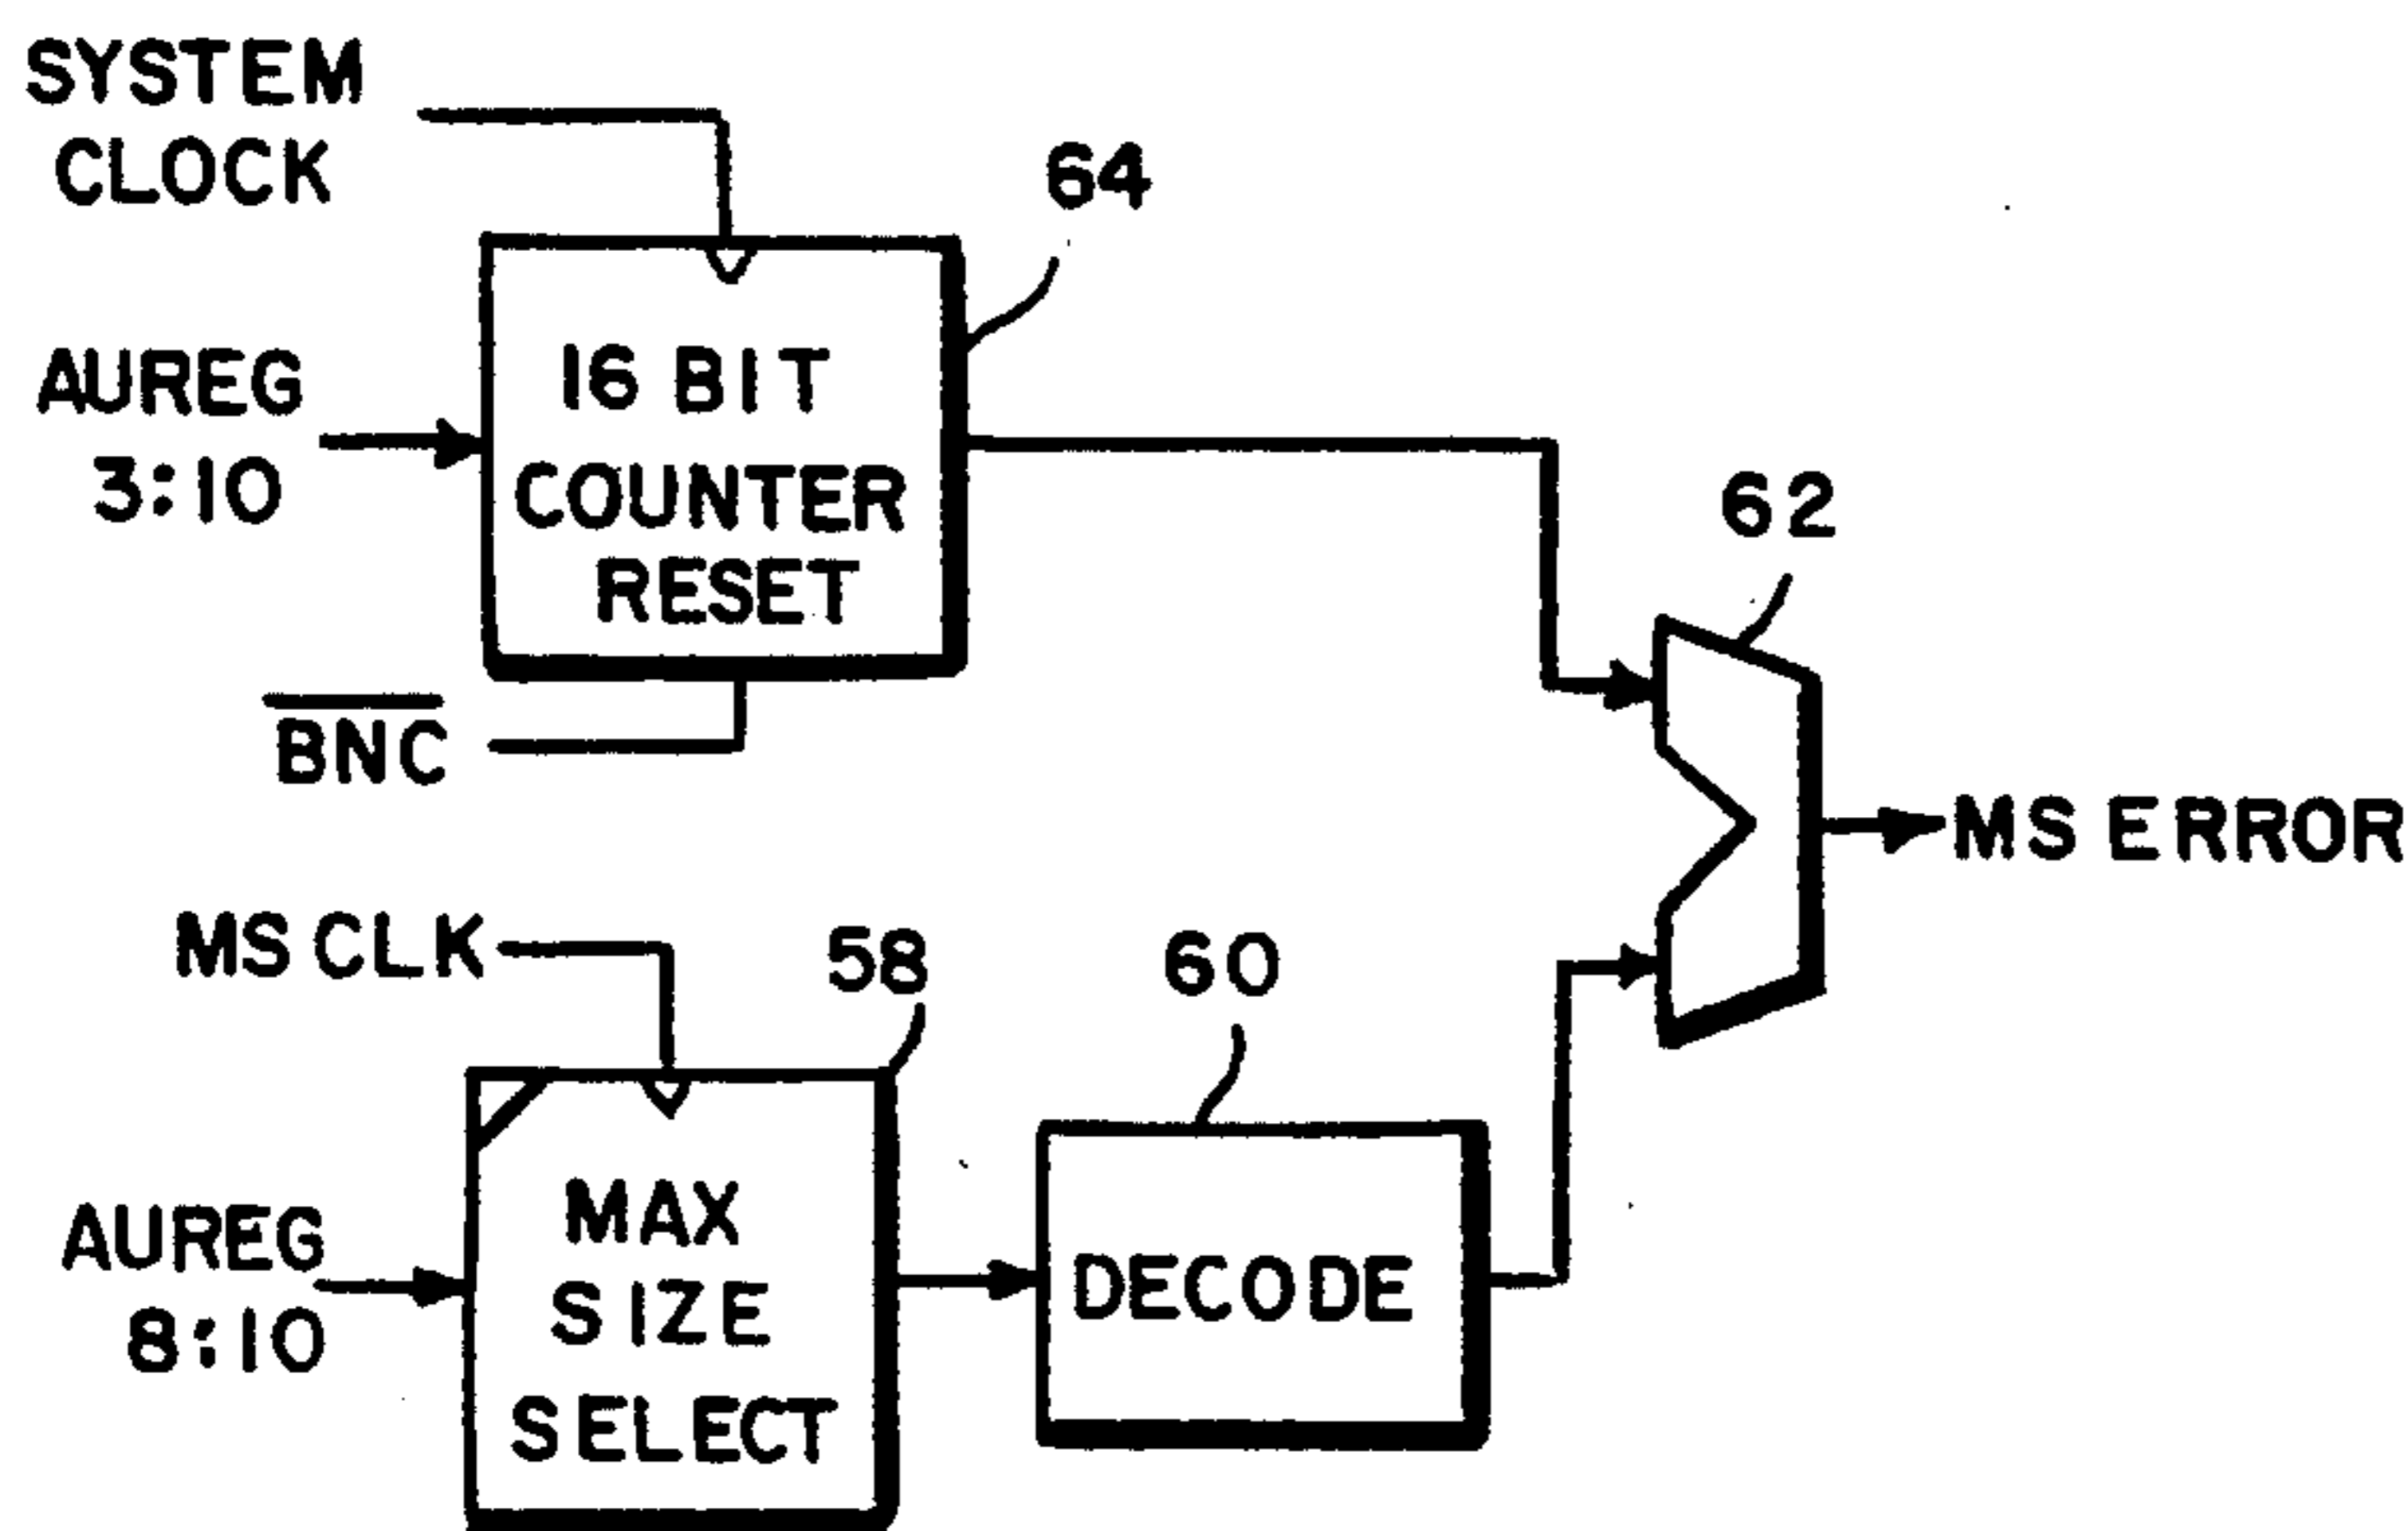 SYSTEM
CLOCK
64
AUREG
3:10
16 BIT
COUNTER
RESET
62
B̅N̅C̅
MS ERROR
MS CLK
58
60
AUREG
8:10
MAX
SIZE
SELECT
DECODE